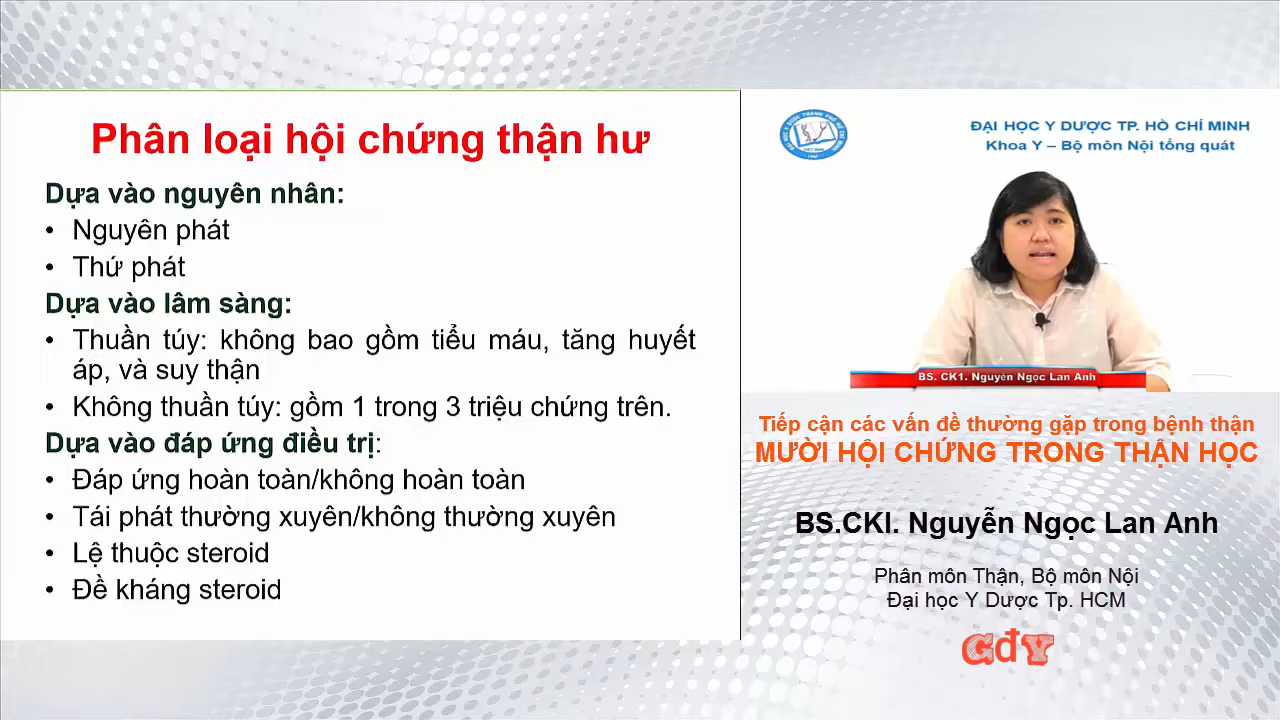 Phân loại hội chứng thận hư
Dựa vào nguyên nhân:
• Nguyên phát
• Thứ phát
Dựa vào lâm sàng:
• Thuần túy: không bao gồm tiểu máu, tăng huyết
áp, và suy thận
• Không thuần túy: gồm 1 trong 3 triệu chứng trên.
Dựa vào đáp ứng điều trị:
• Đáp ứng hoàn toàn/không hoàn toàn
• Tái phát thường xuyên/không thường xuyên
• Lệ thuộc steroid
• Đề kháng steroid
ĐẠI HỌC Y DƯỢC TP. HỒ CHÍ MINH
Khoa Y – Bộ môn Nội tổng quát
BS. CK1. Nguyễn Ngọc Lan Anh
Tiếp cận các vấn đề thường gặp trong bệnh thận
MƯỜI HỘI CHỨNG TRONG THẬN HỌC
BS.CKI. Nguyễn Ngọc Lan Anh
Phân môn Thận, Bộ môn Nội
Đại học Y Dược Tp. HCM
GđY